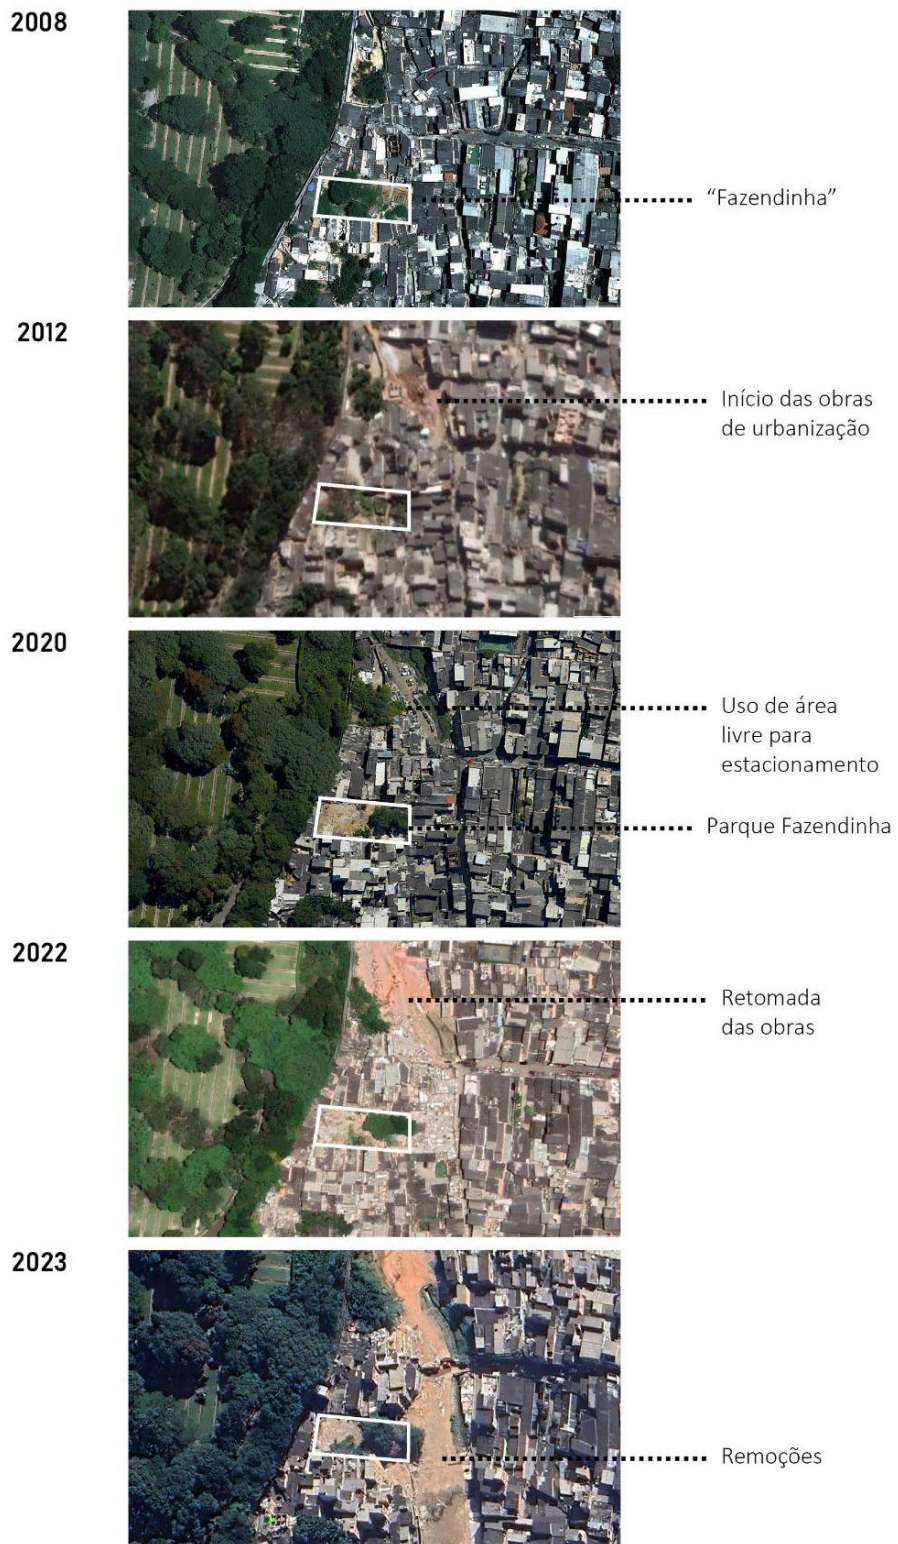 2008
“Fazendinha”
2012
Início das obras
de urbanização
2020
Uso de área
livre para
estacionamento
Parque Fazendinha
2022
Retomada
das obras
2023
Remoções